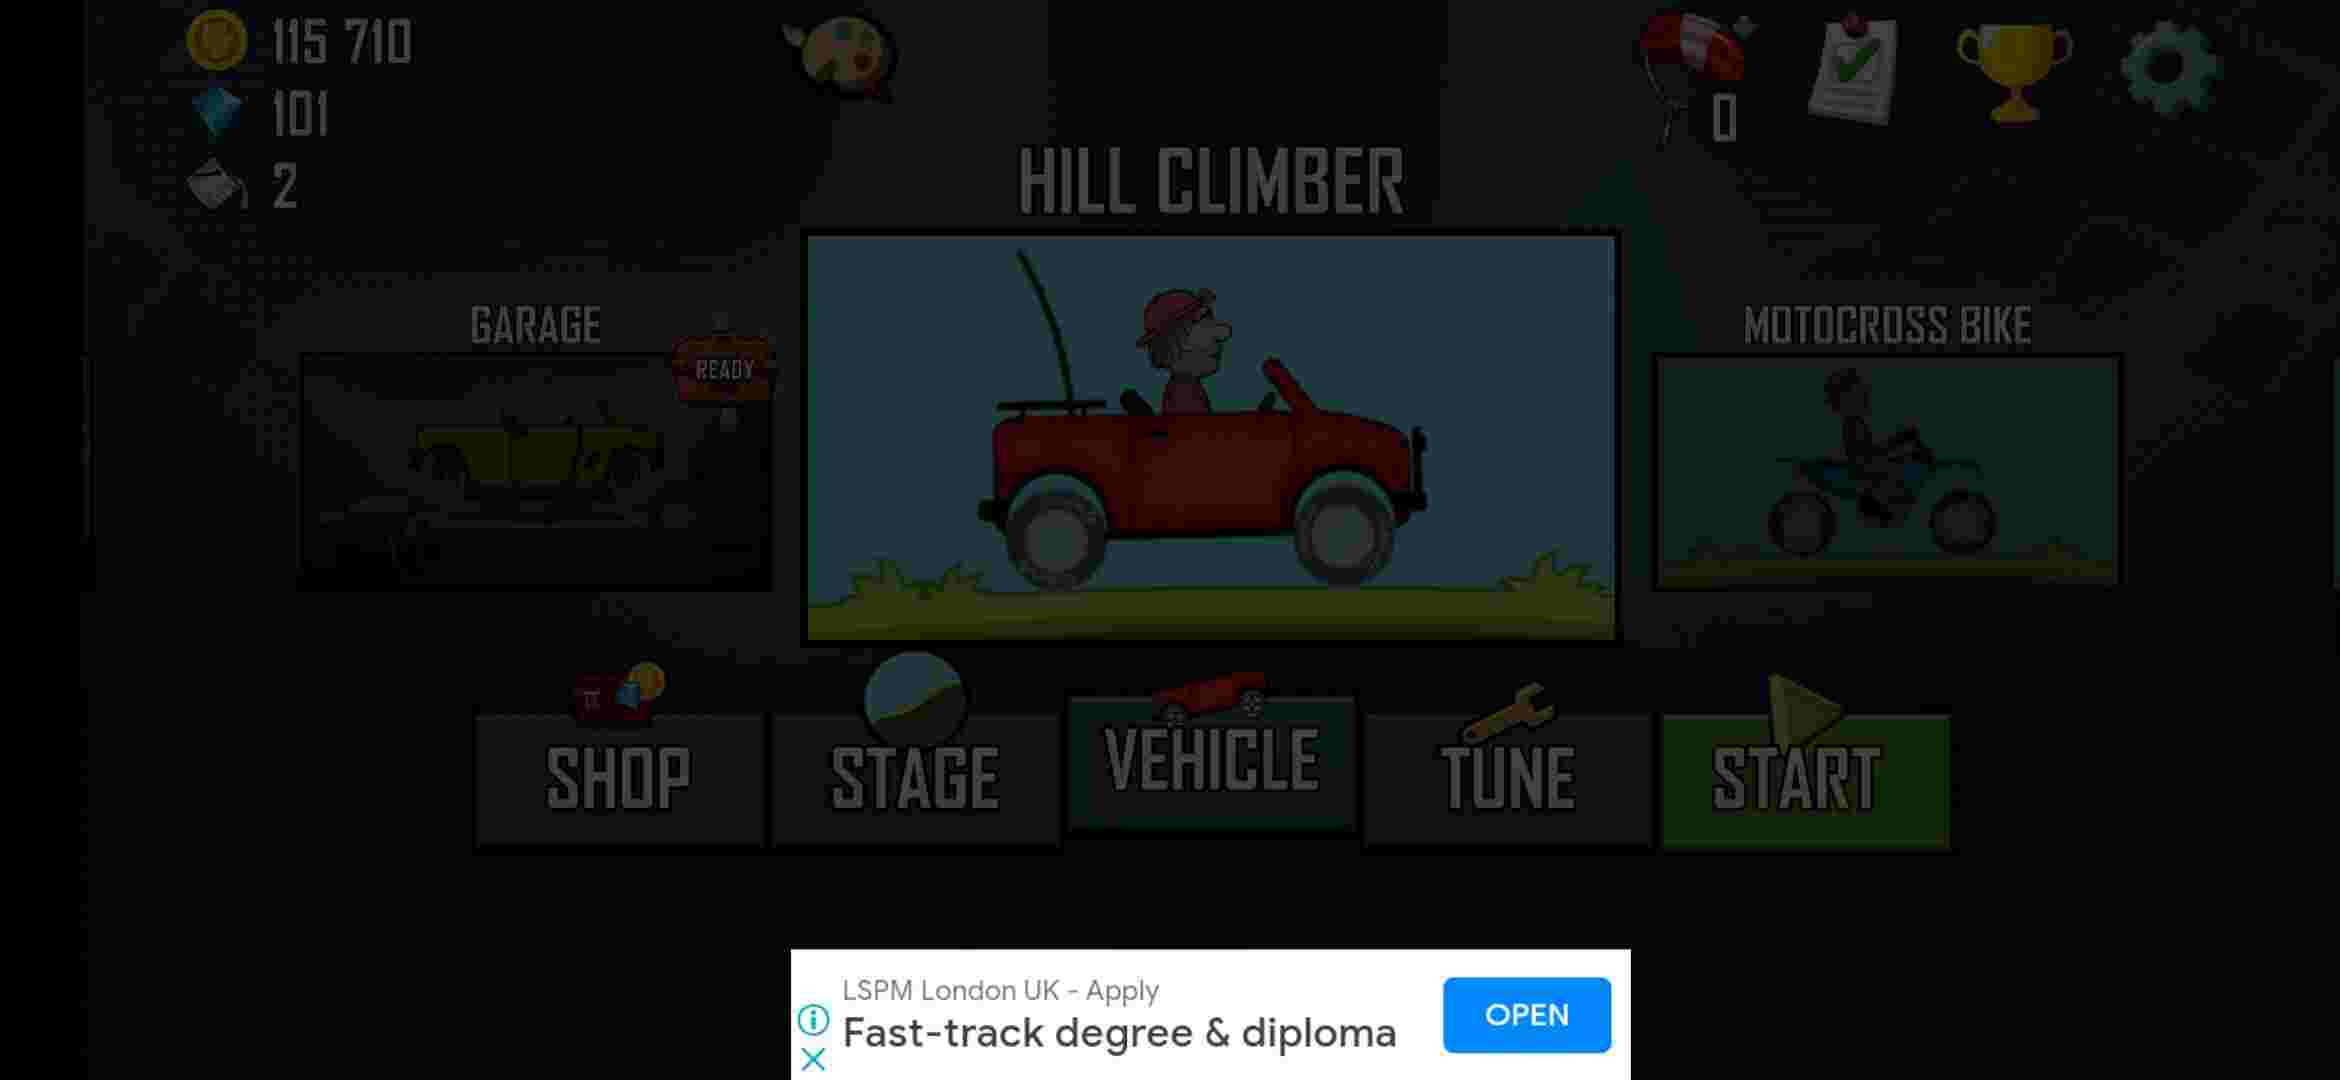 115 710
101
2
0
HILL CLIMBER
GARAGE
READY
MOTOCROSS BIKE
SHOP
STAGE
VEHICLE
TUNE
START
LSPM London UK - Apply
Fast-track degree & diploma
OPEN